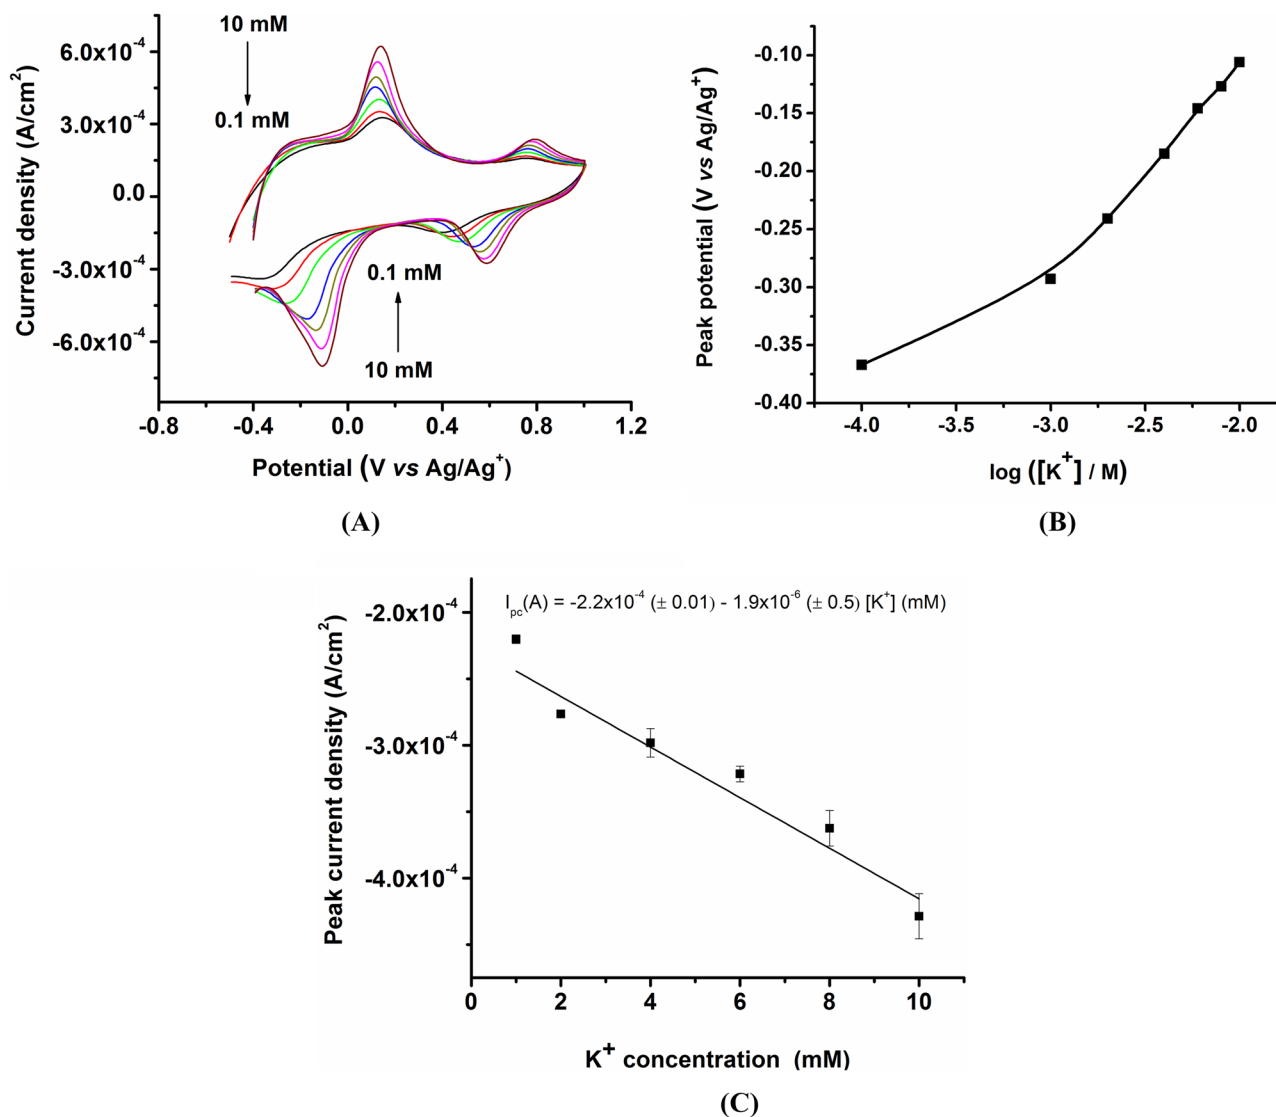 10 mM
0.1 mM
6.0x10⁻⁴
3.0x10⁻⁴
0.0
-3.0x10⁻⁴
-6.0x10⁻⁴
Current density (A/cm²)
0.1 mM
10 mM
-0.8 -0.4 0.0 0.4 0.8 1.2
Potential (V vs Ag/Ag⁺)
(A)
-0.10
-0.15
-0.20
-0.25
-0.30
-0.35
-0.40
Peak potential (V vs Ag/Ag⁺)
-4.0 -3.5 -3.0 -2.5 -2.0
log ([K⁺] / M)
(B)
I_pc(A) = -2.2x10⁻⁴ (± 0.01) - 1.9x10⁻⁶ (± 0.5) [K⁺] (mM)
-2.0x10⁻⁴
-3.0x10⁻⁴
-4.0x10⁻⁴
Peak current density (A/cm²)
0 2 4 6 8 10
K⁺ concentration (mM)
(C)